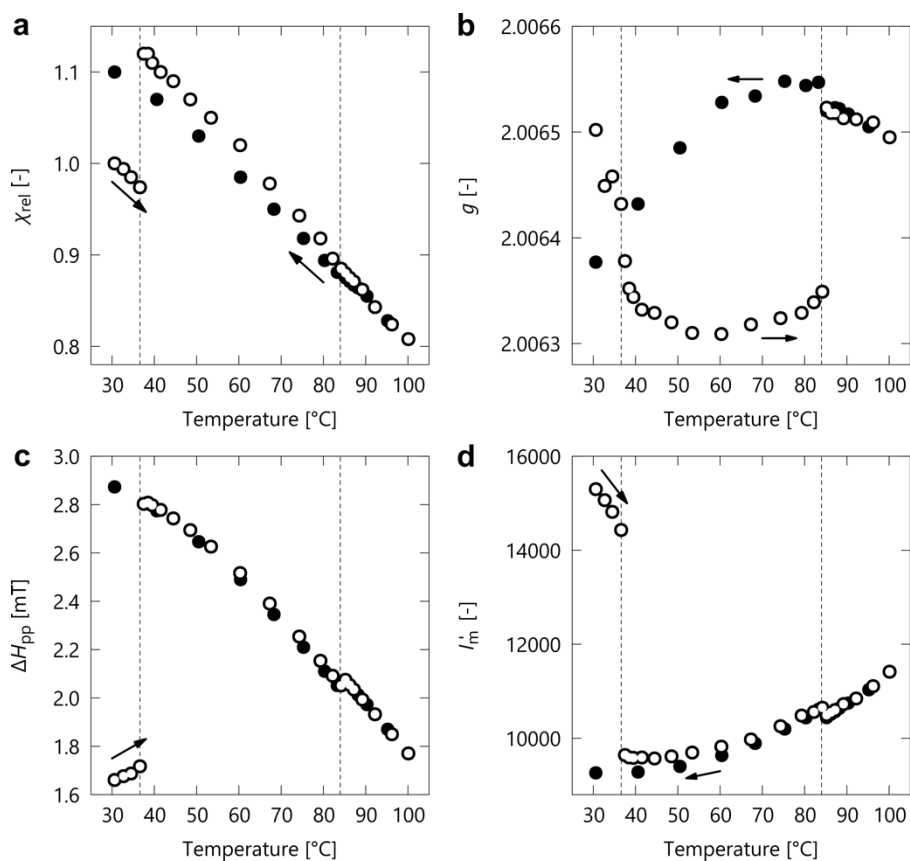 a
1.1
1.0
0.9
0.8
χrel [-]
30 40 50 60 70 80 90 100
Temperature [°C]
b
2.0066
2.0065
2.0064
2.0063
g [-]
30 40 50 60 70 80 90 100
Temperature [°C]
c
3.0
2.8
2.6
2.4
2.2
2.0
1.8
1.6
ΔHpp [mT]
30 40 50 60 70 80 90 100
Temperature [°C]
d
16000
14000
12000
10000
I'm [-]
30 40 50 60 70 80 90 100
Temperature [°C]